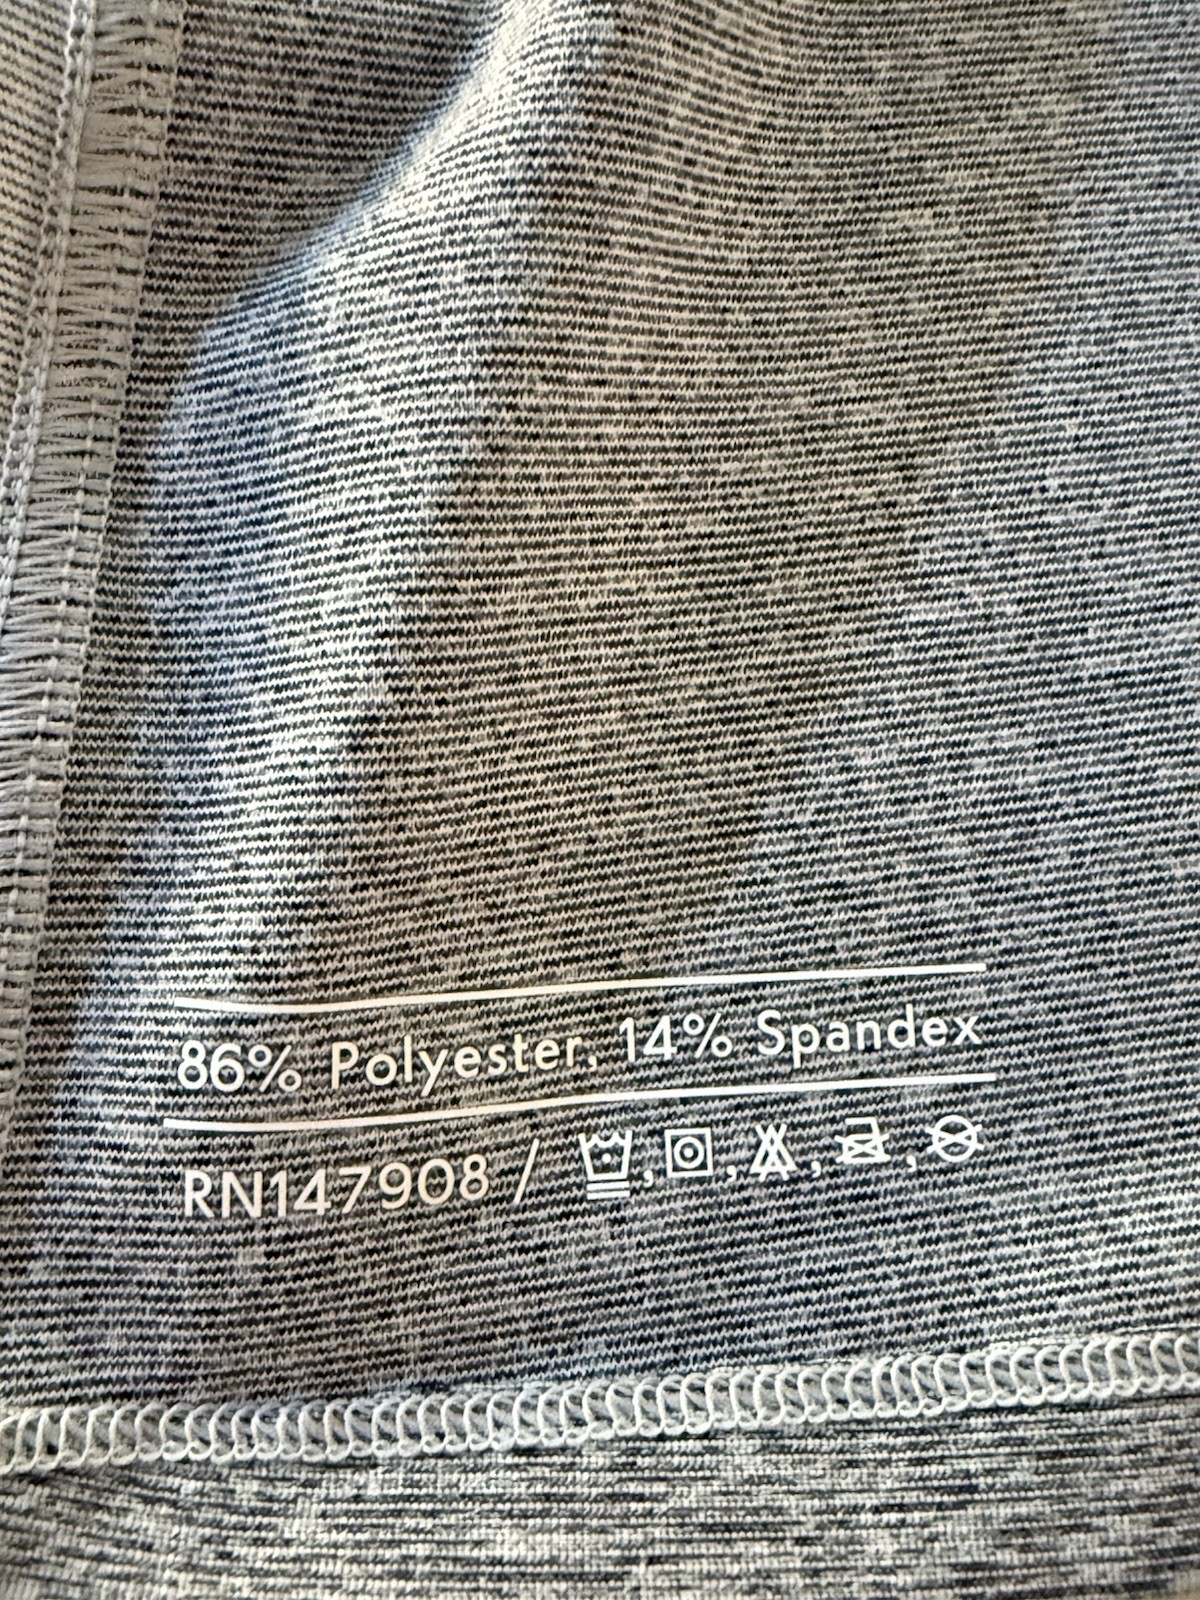 86% Polyester, 14% Spandex
RN147908 /